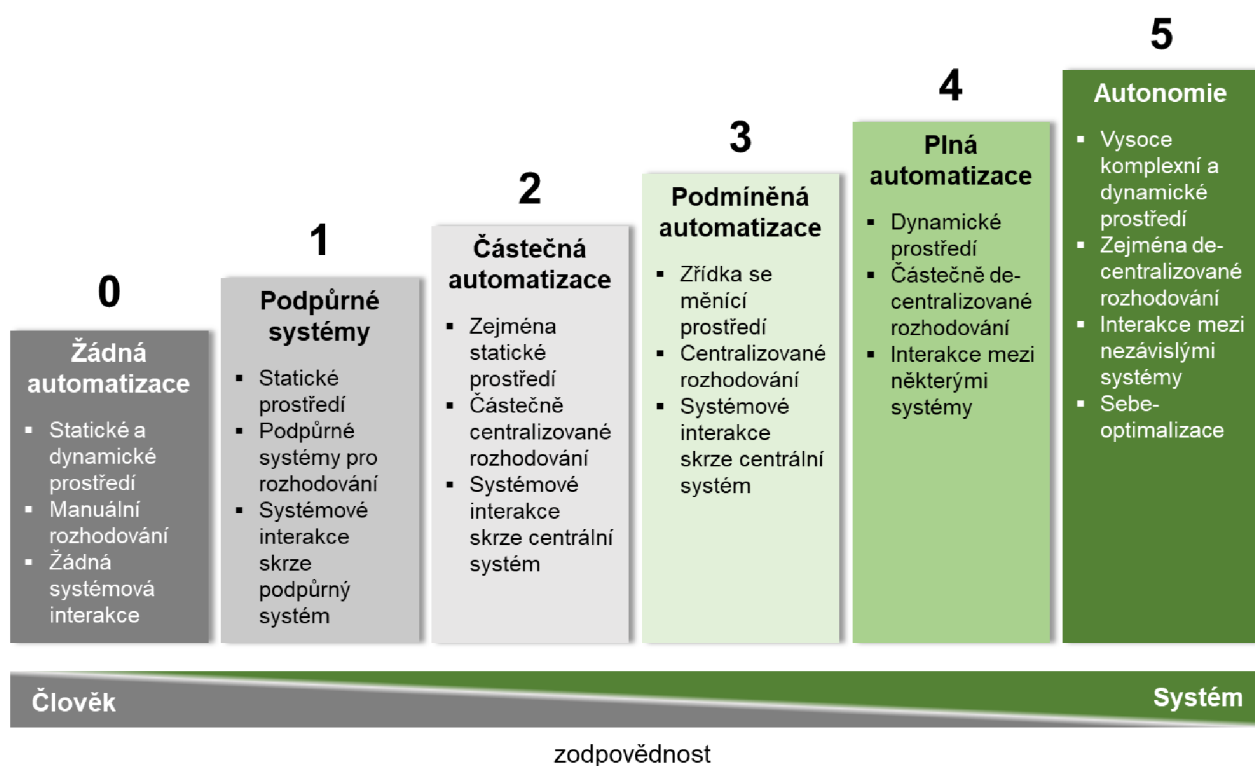 0
Žádná
automatizace
▪ Statické a
dynamické
prostředí
▪ Manuální
rozhodování
▪ Žádná
systémová
interakce
1
Podpůrné
systémy
▪ Statické
prostředí
▪ Podpůrné
systémy pro
rozhodování
▪ Systémové
interakce
skrze
podpůrný
systém
2
Částečná
automatizace
▪ Zejména
statické
prostředí
▪ Částečně
centralizované
rozhodování
▪ Systémové
interakce
skrze centrální
systém
3
Podmíněná
automatizace
▪ Zřídka se
měnící
prostředí
▪ Centralizované
rozhodování
▪ Systémové
interakce
skrze centrální
systém
4
Plná
automatizace
▪ Dynamické
prostředí
▪ Částečně de-
centralizované
rozhodování
▪ Interakce mezi
některými
systémy
5
Autonomie
▪ Vysoce
komplexní a
dynamické
prostředí
▪ Zejména de-
centralizované
rozhodování
▪ Interakce mezi
nezávislými
systémy
▪ Sebe-
optimalizace
Člověk
Systém
zodpovědnost